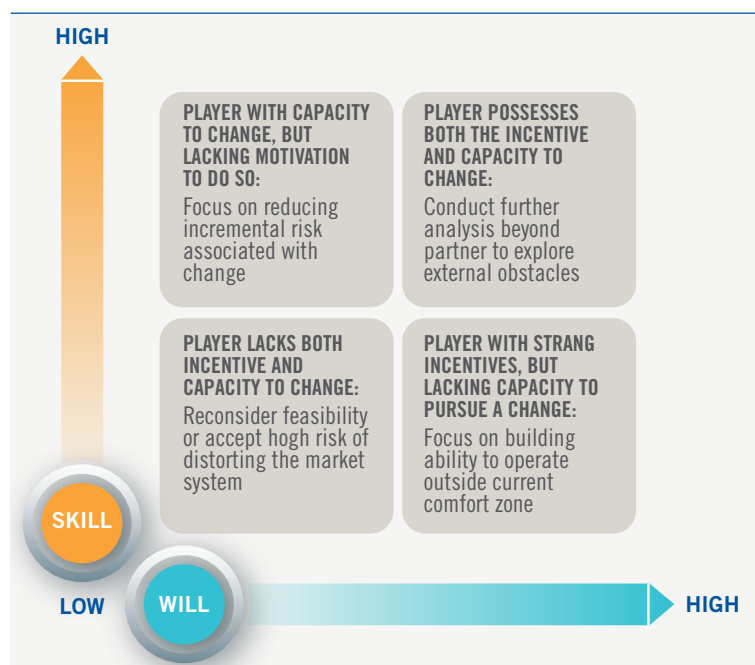 HIGH
PLAYER WITH CAPACITY
TO CHANGE, BUT
LACKING MOTIVATION
TO DO SO:
Focus on reducing
incremental risk
associated with
change
PLAYER POSSESSES
BOTH THE INCENTIVE
AND CAPACITY TO
CHANGE:
Conduct further
analysis beyond
partner to explore
external obstacles
PLAYER LACKS BOTH
INCENTIVE AND
CAPACITY TO CHANGE:
Reconsider feasibility
or accept hogh risk of
distorting the market
system
PLAYER WITH STRANG
INCENTIVES, BUT
LACKING CAPACITY TO
PURSUE A CHANGE:
Focus on building
ability to operate
outside current
comfort zone
SKILL
LOW
WILL
HIGH